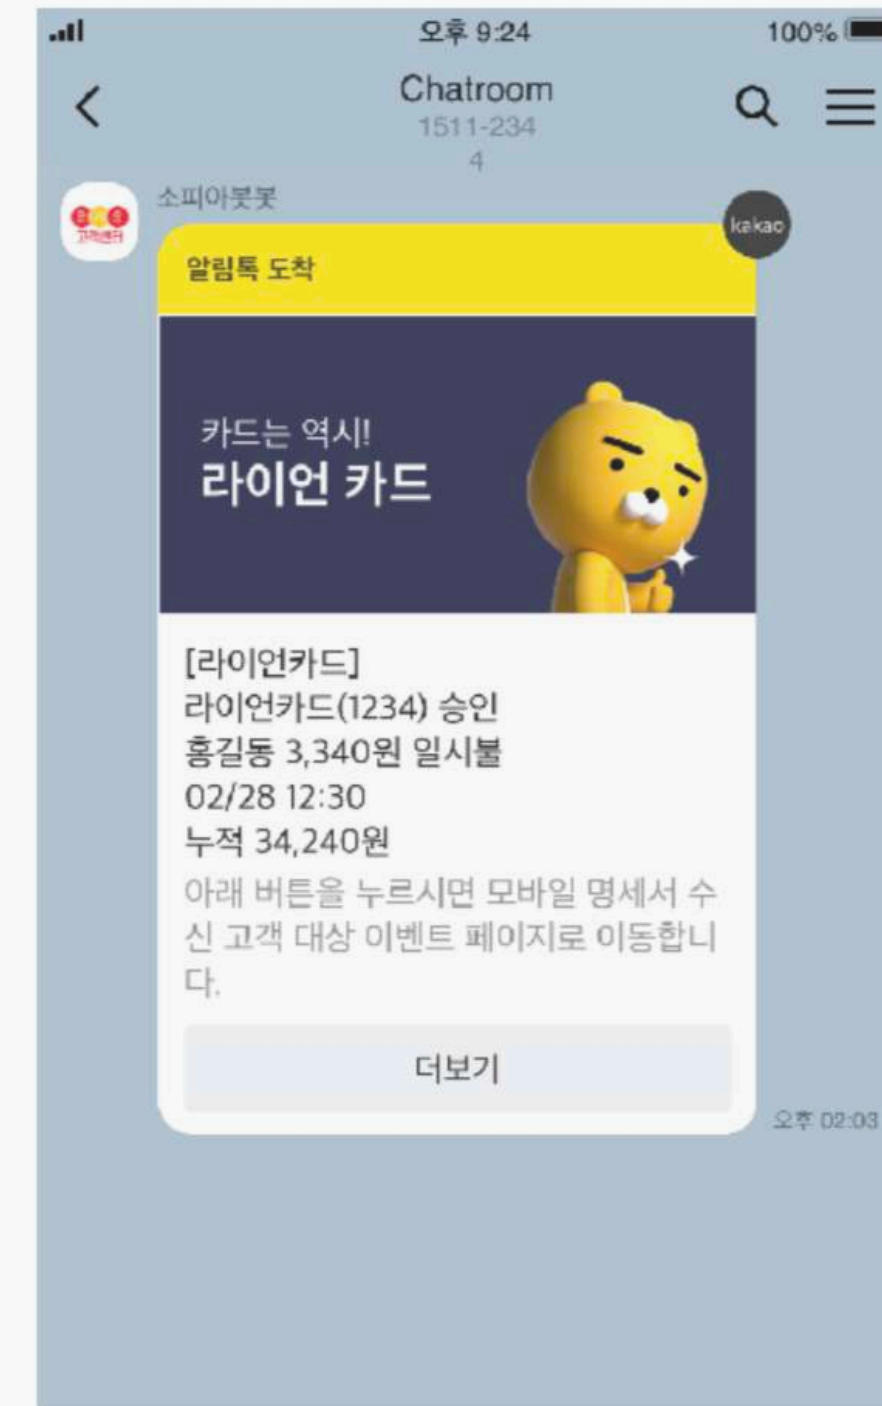 오후 9:24
100%
Chatroom
1511-234
4
소피아봇봇
고객센터
kakao
알림톡 도착
카드는 역시!
라이언 카드
[라이언카드]
라이언카드(1234) 승인
홍길동 3,340원 일시불
02/28 12:30
누적 34,240원
아래 버튼을 누르시면 모바일 명세서 수
신 고객 대상 이벤트 페이지로 이동합니
다.
더보기
오후 02:03